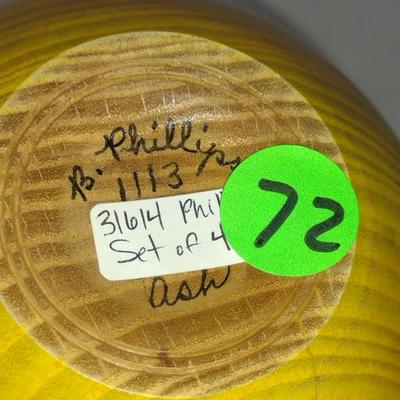 Phillips
B. 1113
31614 Phil
Set of 4
ash
72